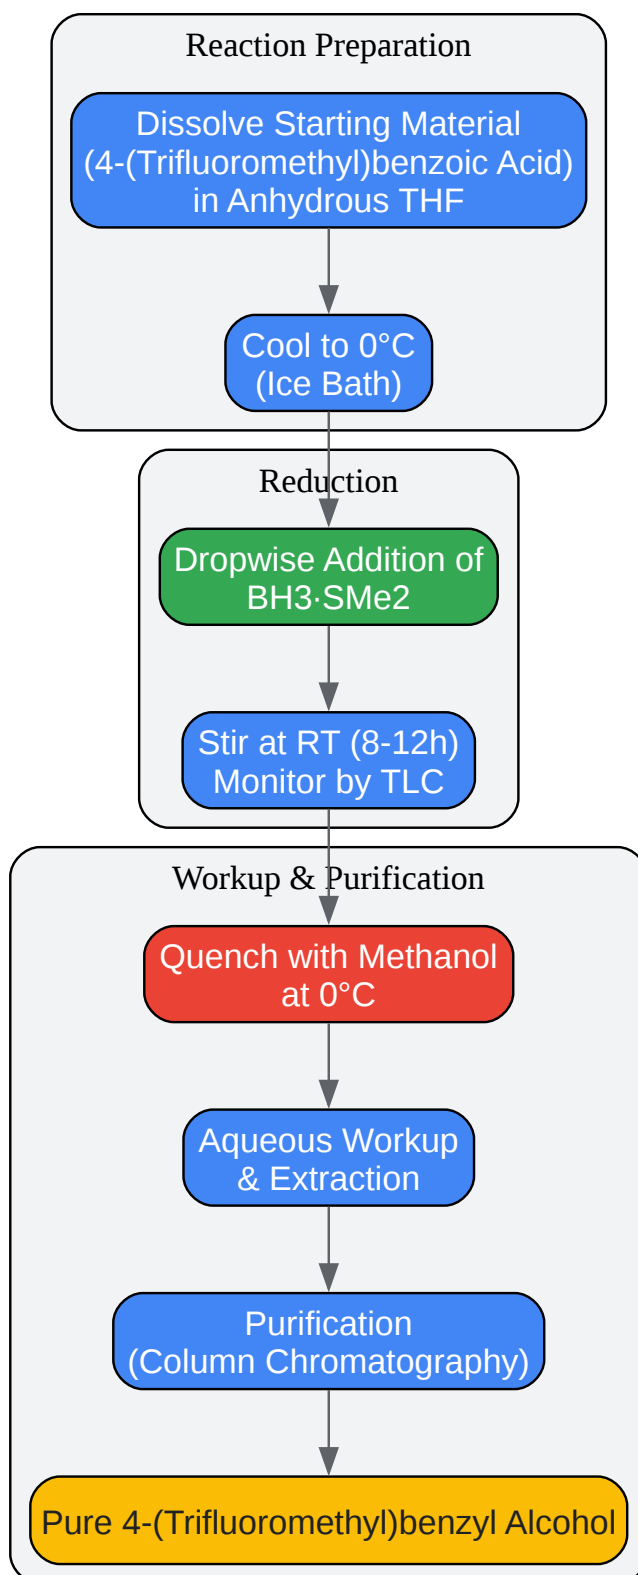 Reaction Preparation
Dissolve Starting Material
(4-(Trifluoromethyl)benzoic Acid)
in Anhydrous THF
Cool to 0°C
(Ice Bath)
Reduction
Dropwise Addition of
BH3·SMe2
Stir at RT (8-12h)
Monitor by TLC
Workup & Purification
Quench with Methanol
at 0°C
Aqueous Workup
& Extraction
Purification
(Column Chromatography)
Pure 4-(Trifluoromethyl)benzyl Alcohol